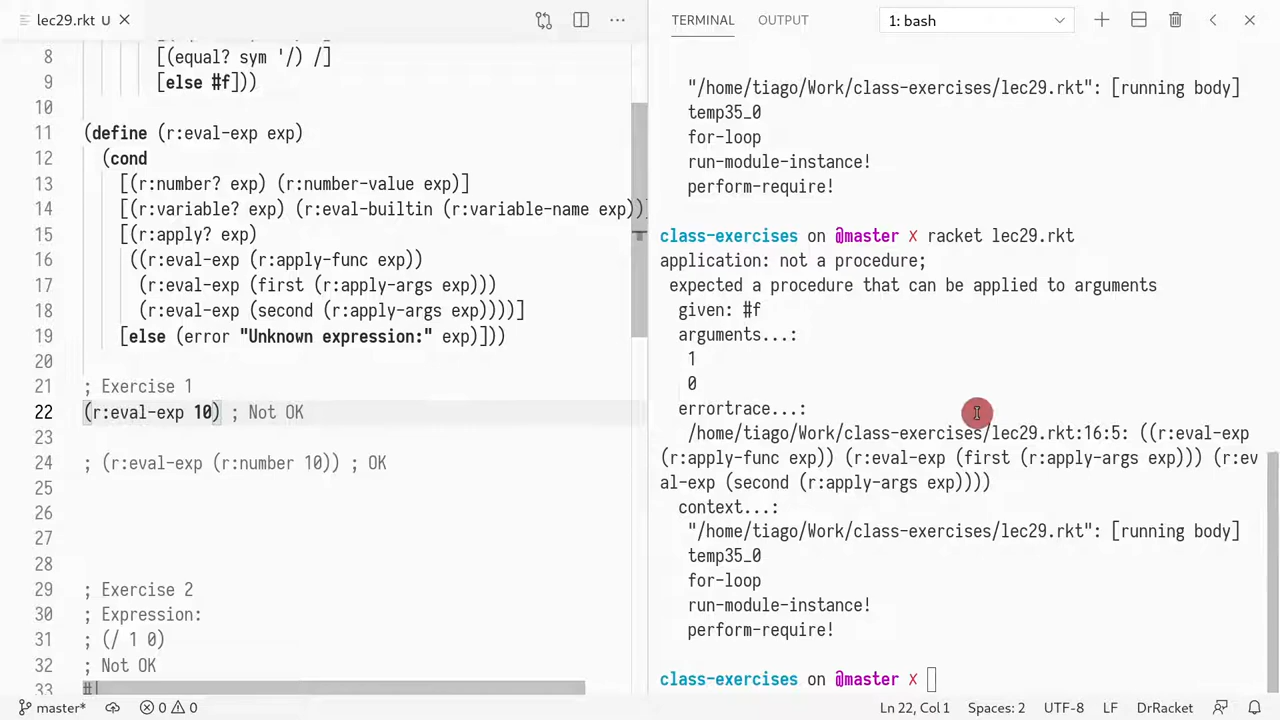 lec29.rkt U
TERMINAL
OUTPUT
1: bash
8 [(equal? sym '/) /]
9 [else #f]))
10
11 (define (r:eval-exp exp)
12 (cond
13 [(r:number? exp) (r:number-value exp)]
14 [(r:variable? exp) (r:eval-builtin (r:variable-name exp))]
15 [(r:apply? exp)
16 ((r:eval-exp (r:apply-func exp))
17 (r:eval-exp (first (r:apply-args exp)))
18 (r:eval-exp (second (r:apply-args exp))))]
19 [else (error "Unknown expression:" exp)]))
20
21 ; Exercise 1
22 (r:eval-exp 10) ; Not OK
23
24 ; (r:eval-exp (r:number 10)) ; OK
25
26
27
28
29 ; Exercise 2
30 ; Expression:
31 ; (/ 1 0)
32 ; Not OK
33 #|
"/home/tiago/Work/class-exercises/lec29.rkt": [running body]
temp35_0
for-loop
run-module-instance!
perform-require!
class-exercises on @master X racket lec29.rkt
application: not a procedure;
expected a procedure that can be applied to arguments
given: #f
arguments...:
1
0
errortrace...:
/home/tiago/Work/class-exercises/lec29.rkt:16:5: ((r:eval-exp
(r:apply-func exp)) (r:eval-exp (first (r:apply-args exp))) (r:ev
al-exp (second (r:apply-args exp))))
context...:
"/home/tiago/Work/class-exercises/lec29.rkt": [running body]
temp35_0
for-loop
run-module-instance!
perform-require!
class-exercises on @master X
master* 0 0 Ln 22, Col 1 Spaces: 2 UTF-8 LF DrRacket